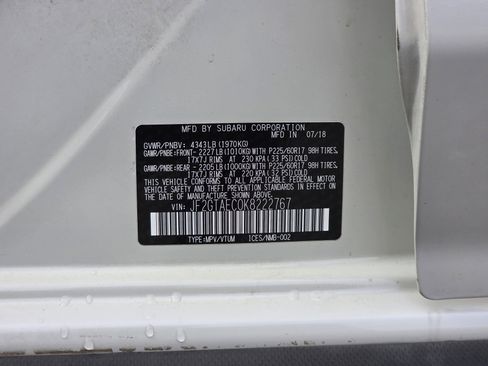 MFD BY SUBARU CORPORATION
MFD IN 07/18
GVWR/PNBV: 4343LB(1970KG)
GAWR/PNBE:FRONT- 2227LB(1010KG)WITH P225/60R17 98H TIRES,
17X7J RIMS AT 230 KPA(33 PSI)COLD
GAWR/PNBE:REAR - 2205LB(1000KG)WITH P225/60R17 98H TIRES,
17X7J RIMS AT 220 KPA(32 PSI)COLD
THIS VEHICLE CONFORMS TO ALL APPLICABLE FEDERAL MOTOR
VEHICLE SAFETY STANDARDS IN EFFECT ON THE
DATE OF MANUFACTURE SHOWN ABOVE.
VIN: JF2GTAEC0K8222767
TYPE:MPV/VTUM ICES/NMB-002